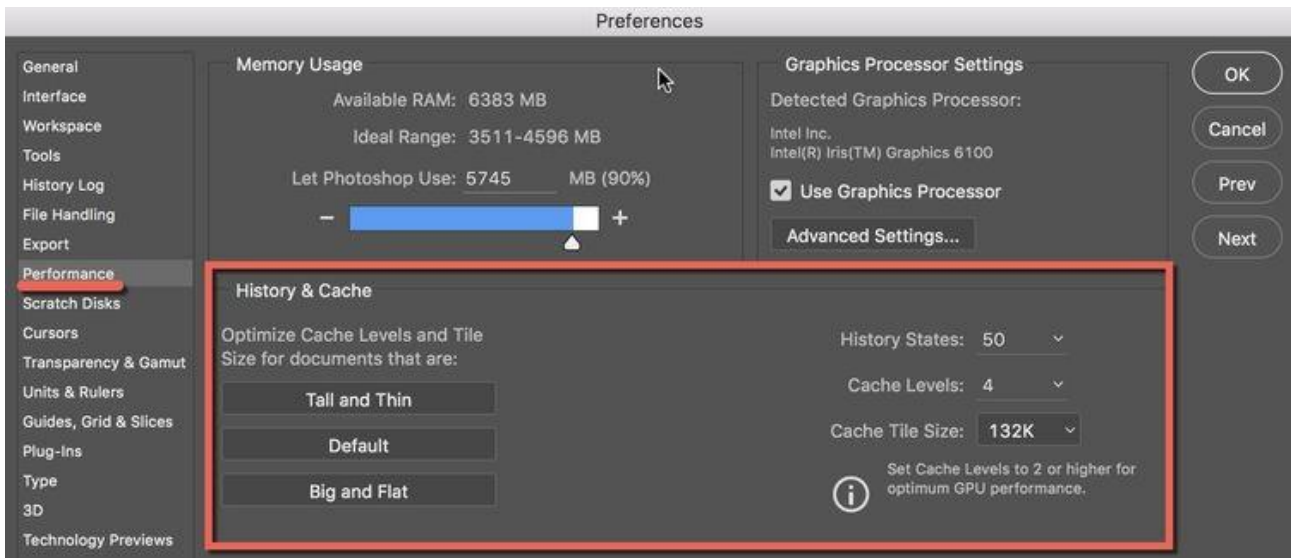 Preferences
General
Interface
Workspace
Tools
History Log
File Handling
Export
Performance
Scratch Disks
Cursors
Transparency & Gamut
Units & Rulers
Guides, Grid & Slices
Plug-Ins
Type
3D
Technology Previews
Memory Usage
Available RAM: 6383 MB
Ideal Range: 3511-4596 MB
Let Photoshop Use: 5745 MB (90%)
− +
Graphics Processor Settings
Detected Graphics Processor:
Intel Inc.
Intel(R) Iris(TM) Graphics 6100
Use Graphics Processor
Advanced Settings...
OK
Cancel
Prev
Next
History & Cache
Optimize Cache Levels and Tile
Size for documents that are:
Tall and Thin
Default
Big and Flat
History States: 50
Cache Levels: 4
Cache Tile Size: 132K
Set Cache Levels to 2 or higher for
optimum GPU performance.